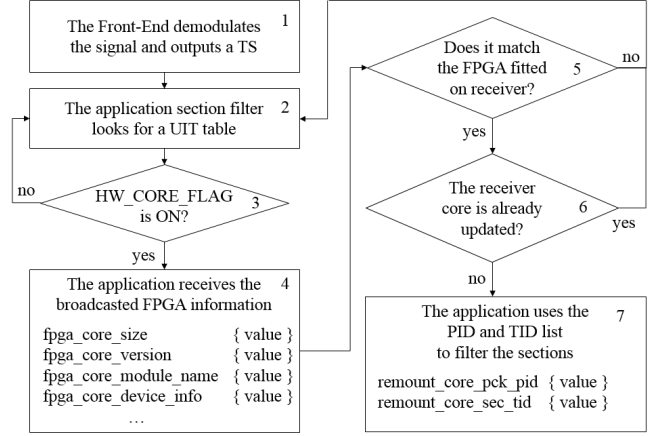 The Front-End demodulates 1
the signal and outputs a TS
The application section filter 2
looks for a UIT table
no
HW_CORE_FLAG 3
is ON?
yes
The application receives the 4
broadcasted FPGA information
fpga_core_size { value }
fpga_core_version { value }
fpga_core_module_name { value }
fpga_core_device_info { value }
...
Does it match
the FPGA fitted 5
on receiver?
no
yes
The receiver
core is already 6
updated?
yes
no
The application uses the 7
PID and TID list
to filter the sections
remount_core_pck_pid { value }
remount_core_sec_tid { value }